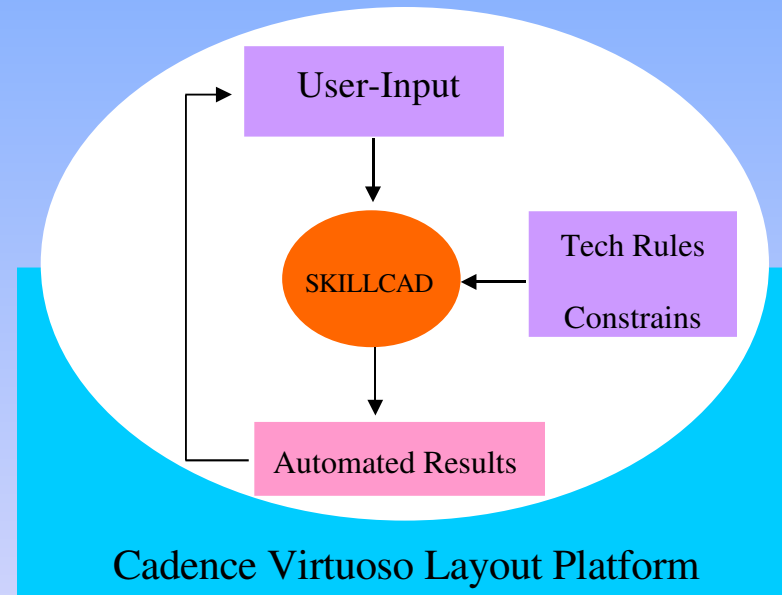 User-Input
SKILLCAD
Tech Rules
Constrains
Automated Results
Cadence Virtuoso Layout Platform